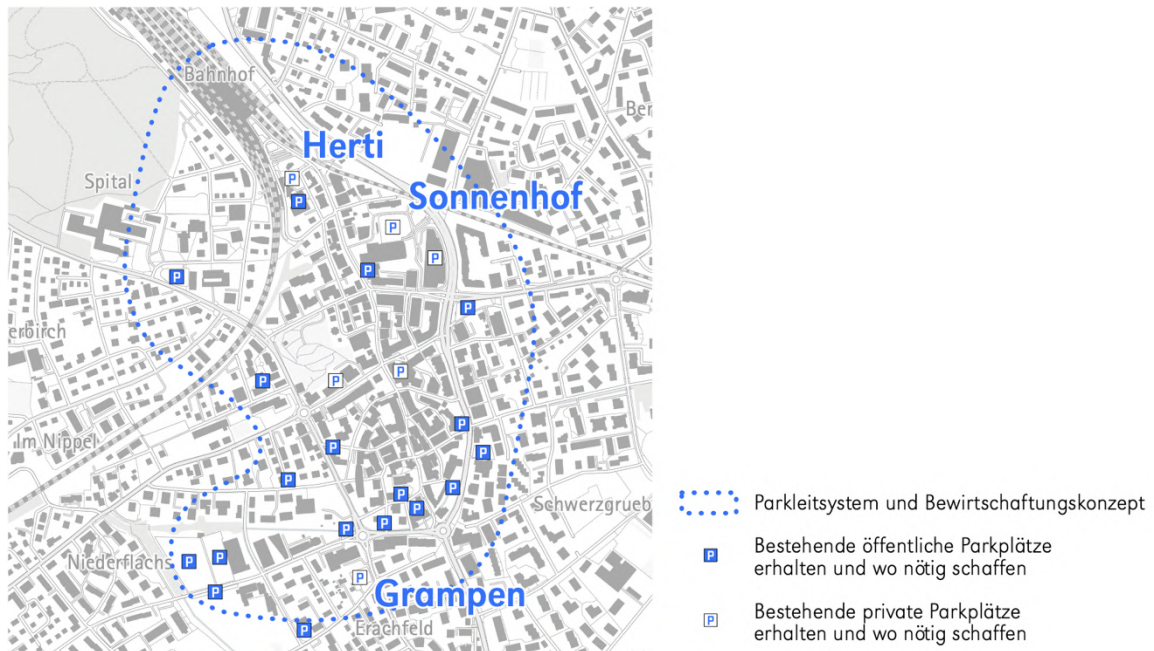 Bahnhof
Herti
Ber
P
Spital
Sonnenhof
P
P
P
P
P
P
erbirch
P
P
P
P
P
Im Nippel
P
P
P
P
P
P
Schwerzgrueb
P
P
P
P
Niederflachs
P
P
Grampen
P
Erachfeld
Parkleitsystem und Bewirtschaftungskonzept
P
Bestehende öffentliche Parkplätze
erhalten und wo nötig schaffen
P
Bestehende private Parkplätze
erhalten und wo nötig schaffen